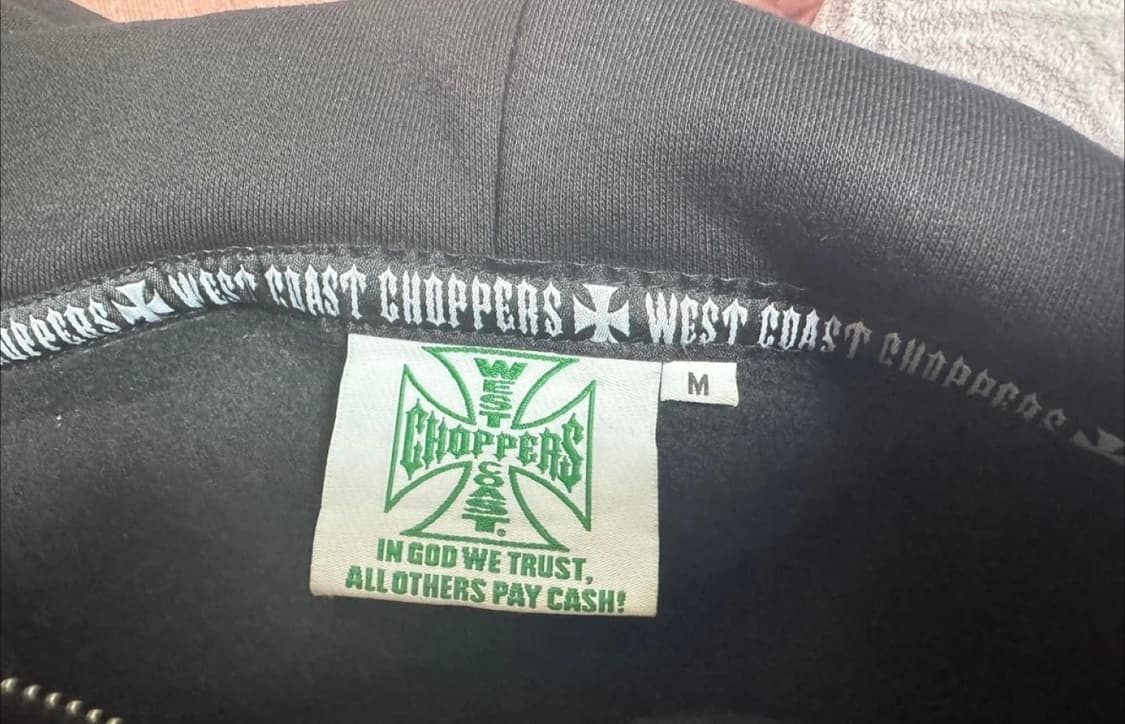 WEST COAST CHOPPERS WEST COAST CHOPPERS
M
WEST
CHOPPERS
COAST
®
IN GOD WE TRUST,
ALL OTHERS PAY CASH!